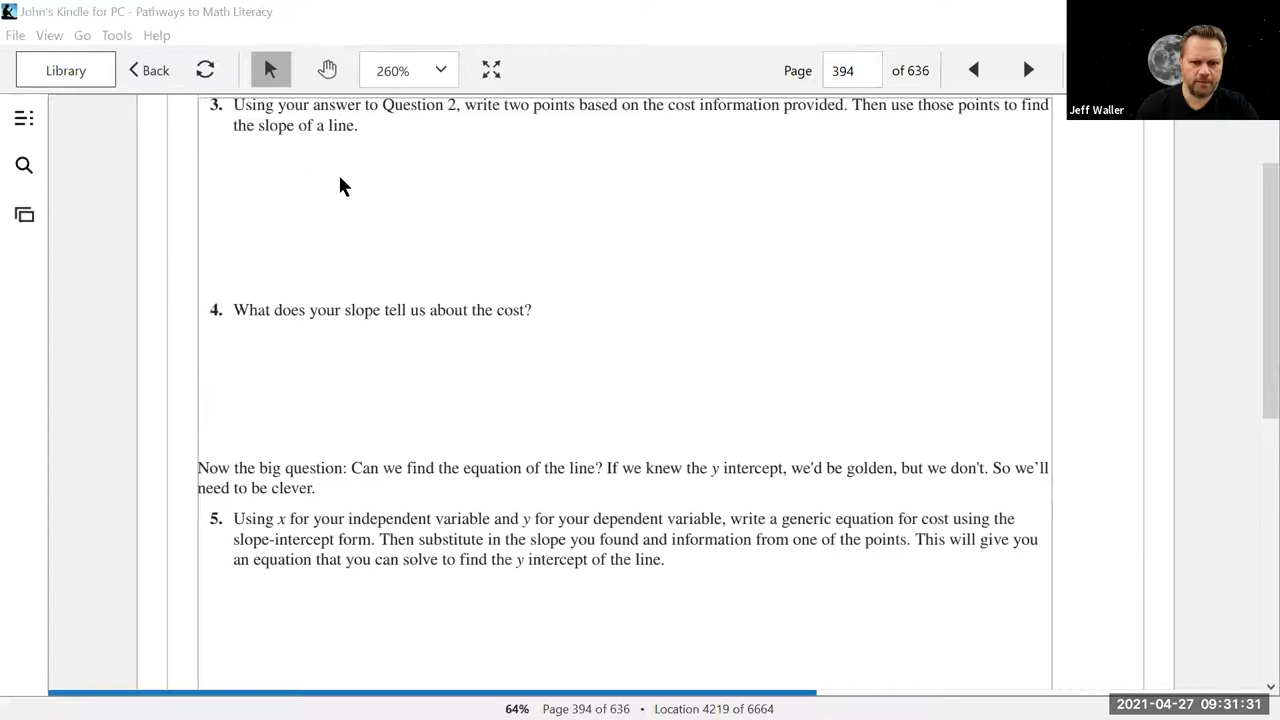 John's Kindle for PC - Pathways to Math Literacy
File View Go Tools Help
Library
Back
260%
Page 394 of 636
Jeff Waller
3. Using your answer to Question 2, write two points based on the cost information provided. Then use those points to find
the slope of a line.
4. What does your slope tell us about the cost?
Now the big question: Can we find the equation of the line? If we knew the y intercept, we'd be golden, but we don't. So we'll
need to be clever.
5. Using x for your independent variable and y for your dependent variable, write a generic equation for cost using the
slope-intercept form. Then substitute in the slope you found and information from one of the points. This will give you
an equation that you can solve to find the y intercept of the line.
64% Page 394 of 636 • Location 4219 of 6664
2021-04-27 09:31:31